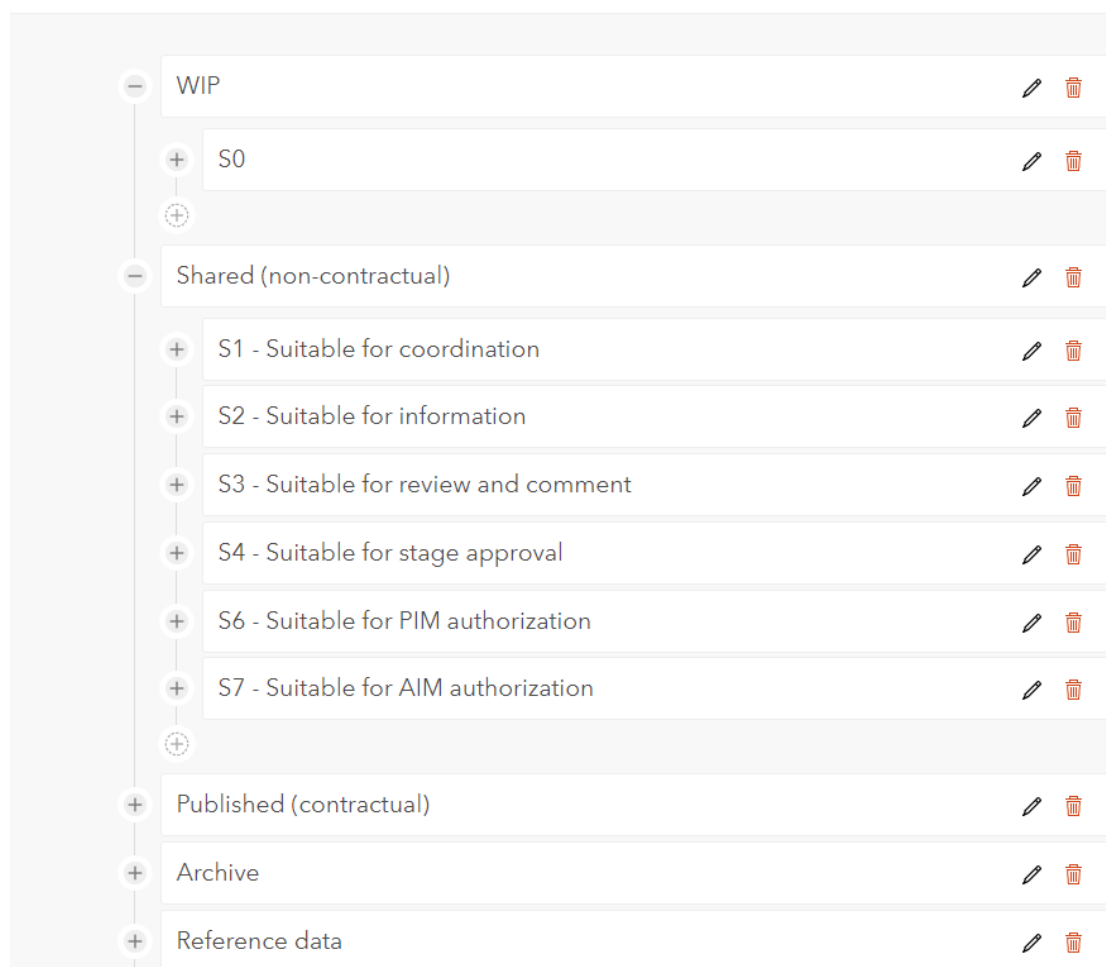 WIP
S0
Shared (non-contractual)
S1 - Suitable for coordination
S2 - Suitable for information
S3 - Suitable for review and comment
S4 - Suitable for stage approval
S6 - Suitable for PIM authorization
S7 - Suitable for AIM authorization
Published (contractual)
Archive
Reference data